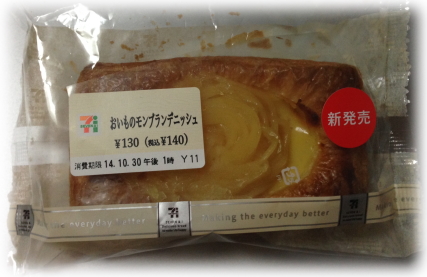 おいものモンブランデニッシュ
¥130 (税込¥140)
消費期限 14.10.30 午後 1時 Y11
新発売
everyday better
the everyday better